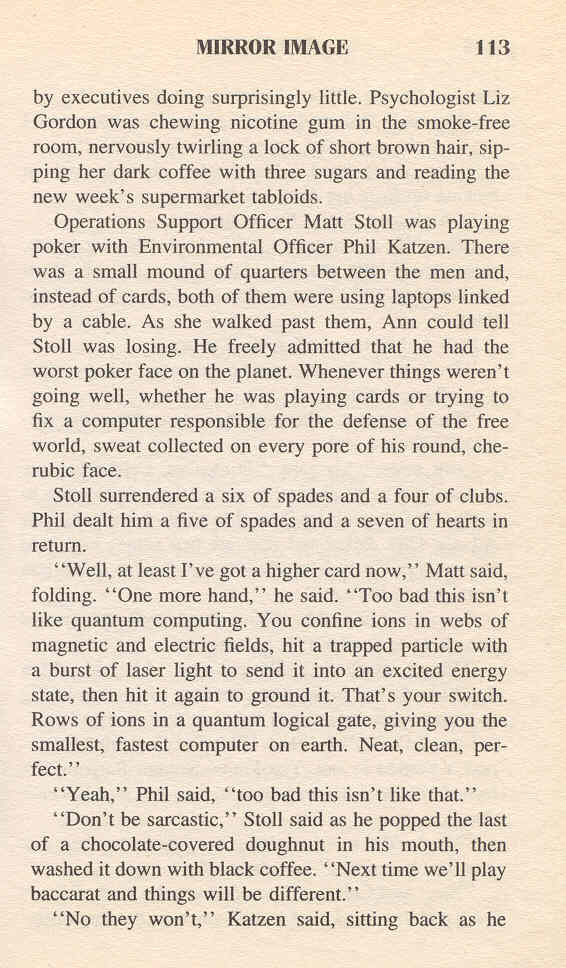 MIRROR IMAGE 113
by executives doing surprisingly little. Psychologist Liz
Gordon was chewing nicotine gum in the smoke-free
room, nervously twirling a lock of short brown hair, sip-
ping her dark coffee with three sugars and reading the
new week's supermarket tabloids.
Operations Support Officer Matt Stoll was playing
poker with Environmental Officer Phil Katzen. There
was a small mound of quarters between the men and,
instead of cards, both of them were using laptops linked
by a cable. As she walked past them, Ann could tell
Stoll was losing. He freely admitted that he had the
worst poker face on the planet. Whenever things weren't
going well, whether he was playing cards or trying to
fix a computer responsible for the defense of the free
world, sweat collected on every pore of his round, che-
rubic face.
Stoll surrendered a six of spades and a four of clubs.
Phil dealt him a five of spades and a seven of hearts in
return.
''Well, at least I've got a higher card now,'' Matt said,
folding. ''One more hand,'' he said. ''Too bad this isn't
like quantum computing. You confine ions in webs of
magnetic and electric fields, hit a trapped particle with
a burst of laser light to send it into an excited energy
state, then hit it again to ground it. That's your switch.
Rows of ions in a quantum logical gate, giving you the
smallest, fastest computer on earth. Neat, clean, per-
fect.''
''Yeah,'' Phil said, ''too bad this isn't like that.''
''Don't be sarcastic,'' Stoll said as he popped the last
of a chocolate-covered doughnut in his mouth, then
washed it down with black coffee. ''Next time we'll play
baccarat and things will be different.''
''No they won't,'' Katzen said, sitting back as he